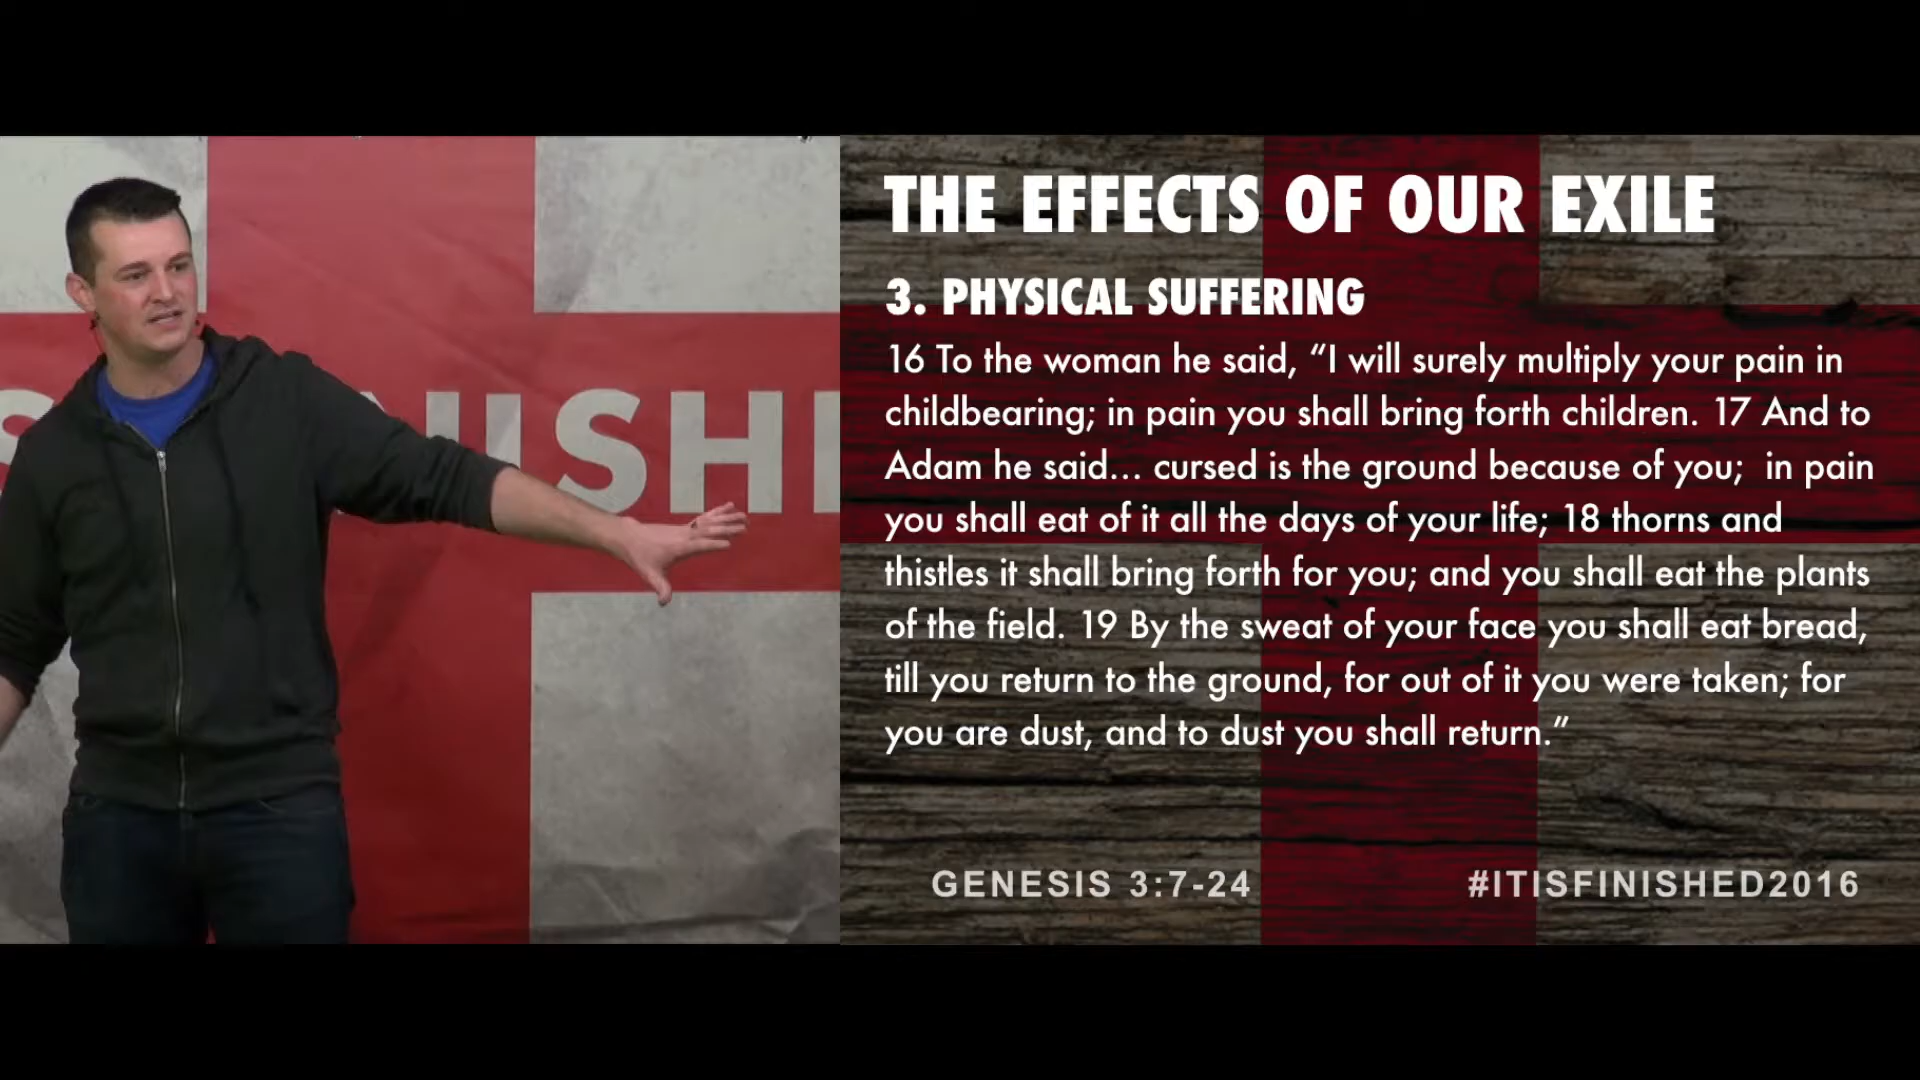 S
NISH
THE EFFECTS OF OUR EXILE
3. PHYSICAL SUFFERING
16 To the woman he said, “I will surely multiply your pain in
childbearing; in pain you shall bring forth children. 17 And to
Adam he said... cursed is the ground because of you;  in pain
you shall eat of it all the days of your life; 18 thorns and
thistles it shall bring forth for you; and you shall eat the plants
of the field. 19 By the sweat of your face you shall eat bread,
till you return to the ground, for out of it you were taken; for
you are dust, and to dust you shall return.”
GENESIS 3:7-24
#ITISFINISHED2016